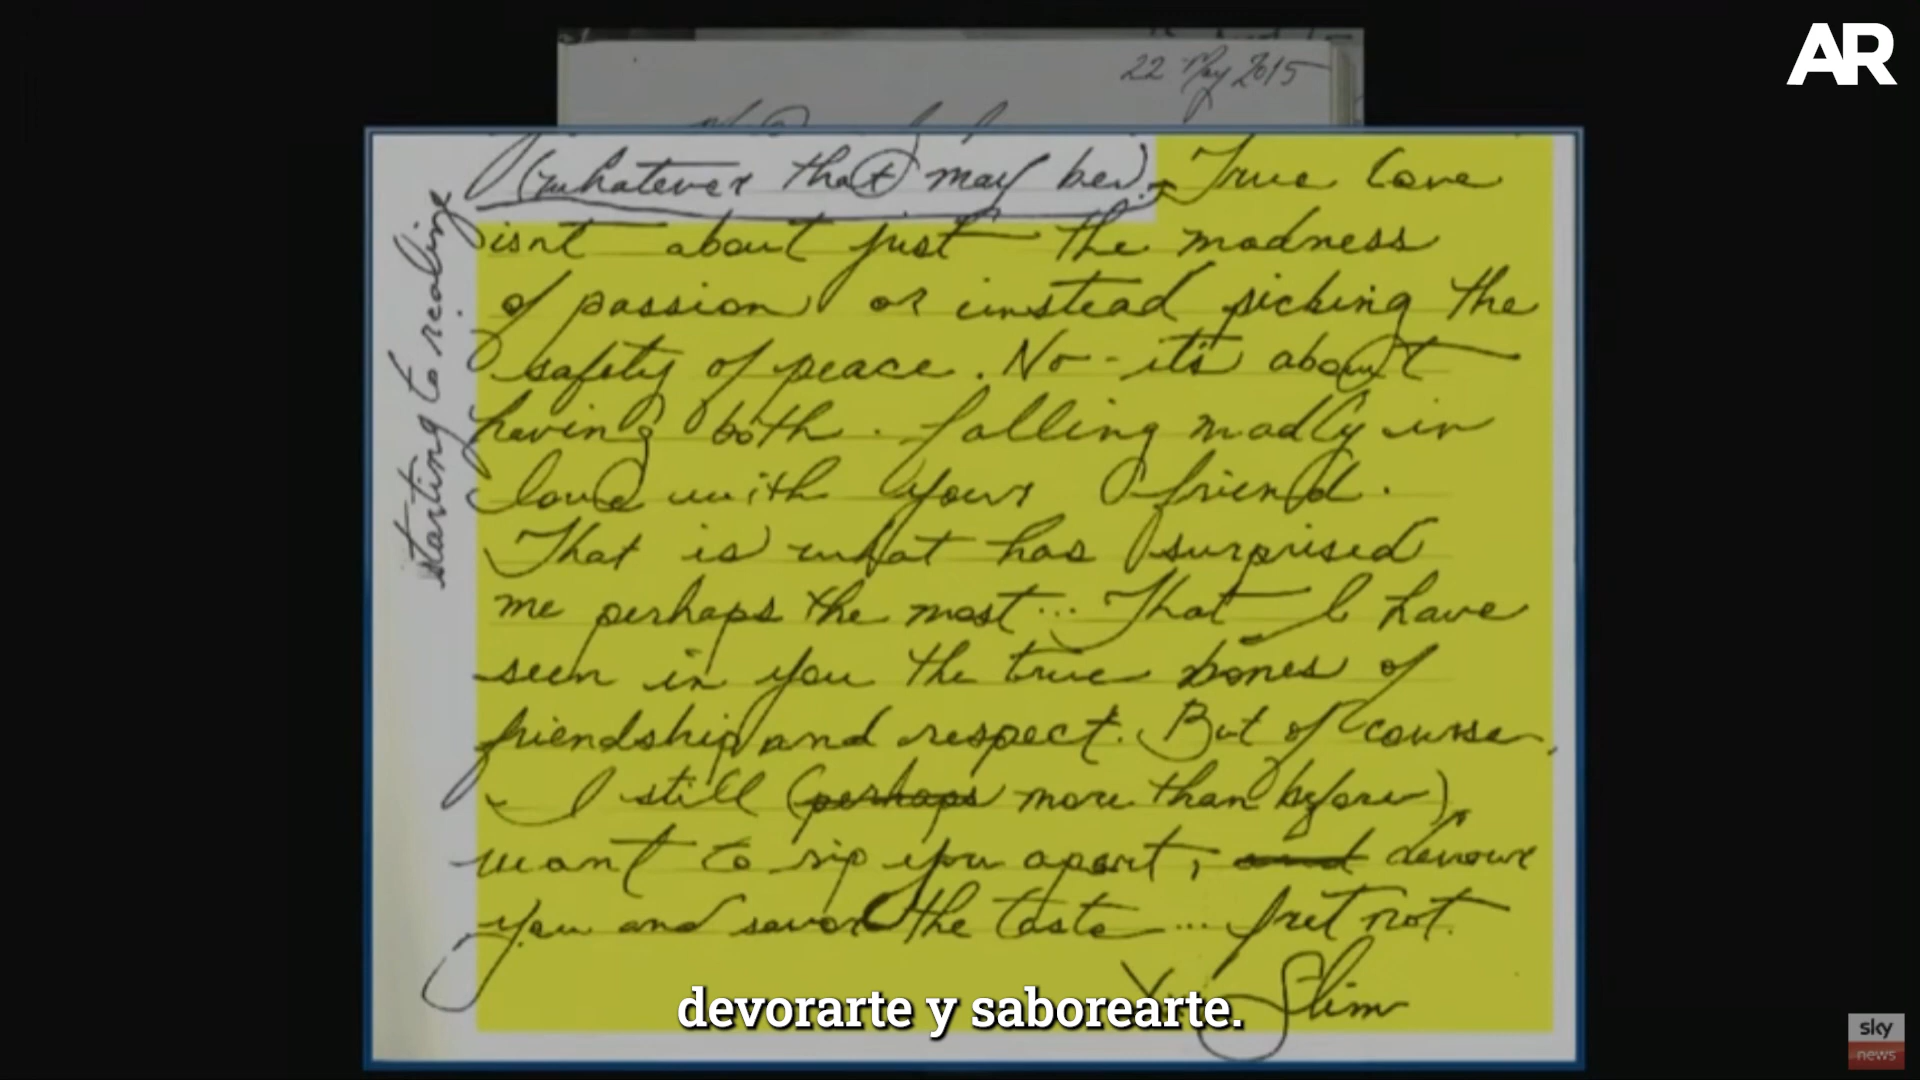 AR
22 May 2015
(whatever that may be). True love
isnt about just the madness
of passion or instead picking the
safety of peace. No - it's about
having both. falling madly in
love with your friend.
That is what has surprised
me perhaps the most... That I have
seen in you the true bones of
friendship and respect. But of course,
I still (perhaps more than before)
want to rip you apart, and devour
you and savor the taste... fret not.
Slim
starting to realize
devorarte y saborearte.
sky
news